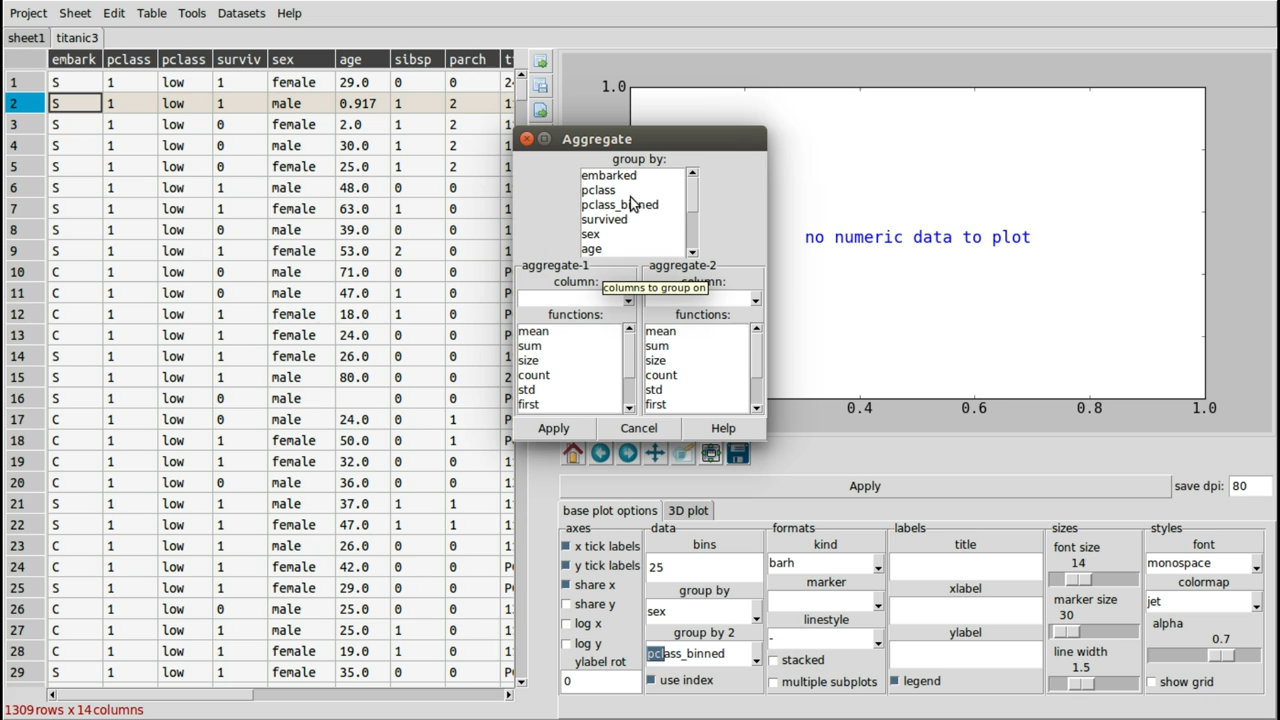 Project Sheet Edit Table Tools Datasets Help
sheet1 titanic3
embark pclass pclass surviv sex age sibsp parch
1 S 1 low 1 female 29.0 0 0
2 S 1 low 1 male 0.917 1 2
3 S 1 low 0 female 2.0 1 2
4 S 1 low 0 male 30.0 1 2
5 S 1 low 0 female 25.0 1 2
6 S 1 low 1 male 48.0 0 0
7 S 1 low 1 female 63.0 1 0
8 S 1 low 0 male 39.0 0 0
9 S 1 low 1 female 53.0 2 0
10 C 1 low 0 male 71.0 0 0
11 C 1 low 0 male 47.0 1 0
12 C 1 low 1 female 18.0 1 0
13 C 1 low 1 female 24.0 0 0
14 S 1 low 1 female 26.0 0 0
15 S 1 low 1 male 80.0 0 0
16 S 1 low 0 male 0 0
17 C 1 low 0 male 24.0 0 1
18 C 1 low 1 female 50.0 0 1
19 C 1 low 1 female 32.0 0 0
20 C 1 low 0 male 36.0 0 0
21 S 1 low 1 male 37.0 1 1
22 S 1 low 1 female 47.0 1 1
23 C 1 low 1 male 26.0 0 0
24 C 1 low 1 female 42.0 0 0
25 S 1 low 1 female 29.0 0 0
26 C 1 low 0 male 25.0 0 0
27 C 1 low 1 male 25.0 1 0
28 C 1 low 1 female 19.0 1 0
29 S 1 low 1 female 35.0 0 0
1309 rows x 14 columns
1.0
no numeric data to plot
0.4 0.6 0.8 1.0
Aggregate
group by:
embarked
pclass
pclass_binned
survived
sex
age
aggregate-1 aggregate-2
column:
columns to group on
functions: functions:
mean mean
sum sum
size size
count count
std std
first first
Apply Cancel Help
Apply save dpi: 80
base plot options 3D plot
axes
x tick labels
y tick labels
share x
share y
log x
log y
ylabel rot
0
data
bins
25
group by
sex
group by 2
pclass_binned
use index
formats
kind
barh
marker
linestyle
-
stacked
multiple subplots
labels
title
xlabel
ylabel
legend
sizes
font size
14
marker size
30
line width
1.5
styles
font
monospace
colormap
jet
alpha
0.7
show grid